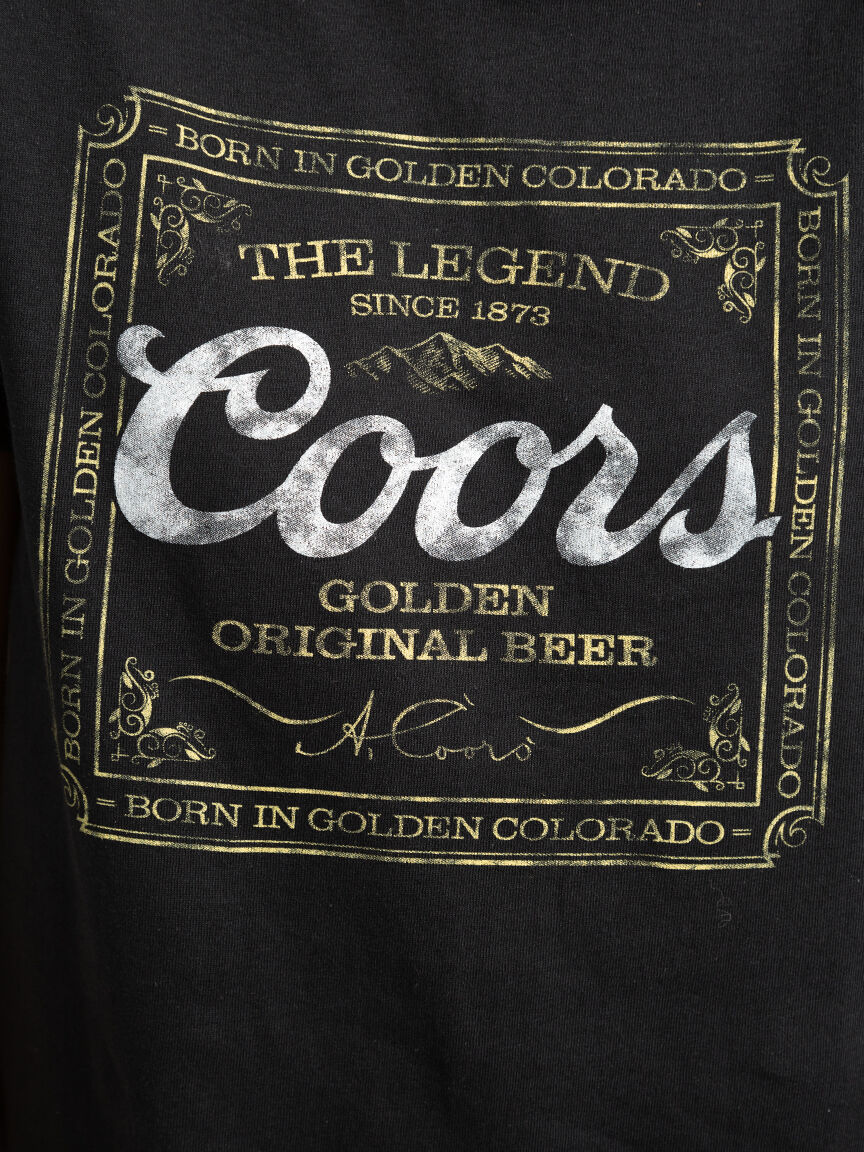 = BORN IN GOLDEN COLORADO =
BORN IN GOLDEN COLORADO
BORN IN GOLDEN COLORADO
THE LEGEND
SINCE 1873
Coors
GOLDEN
ORIGINAL BEER
A. Coors
= BORN IN GOLDEN COLORADO =